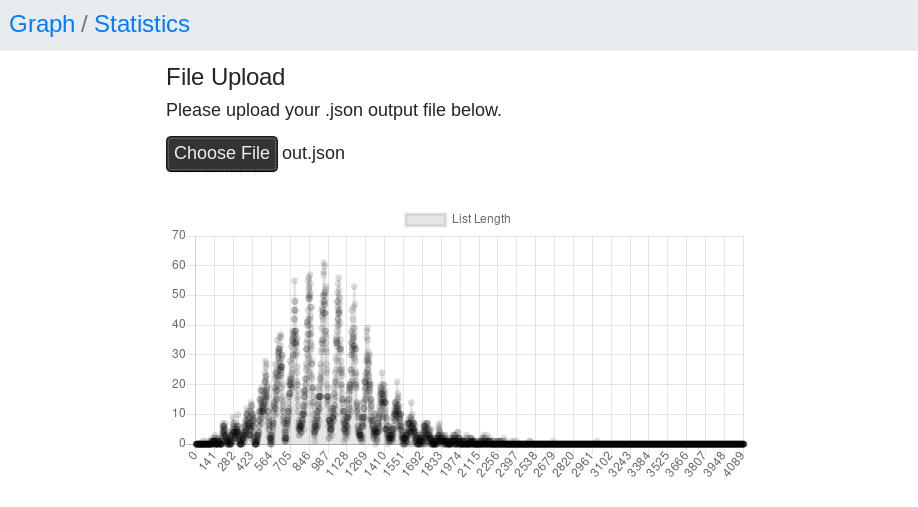 Graph / Statistics
File Upload
Please upload your .json output file below.
Choose File out.json
List Length
70
60
50
40
30
20
10
0
0 141 282 423 564 705 846 987 1128 1269 1410 1551 1692 1833 1974 2115 2256 2397 2538 2679 2820 2961 3102 3243 3384 3525 3666 3807 3948 4089